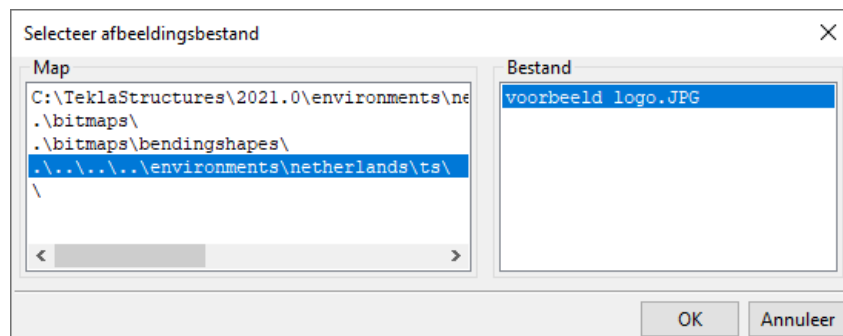 Selecteer afbeeldingsbestand
Map
C:\TeklaStructures\2021.0\environments\ne
.\bitmaps\
.\bitmaps\bendingshapes\
.\..\..\..\environments\netherlands\ts\
\
Bestand
voorbeeld logo.JPG
OK
Annuleer